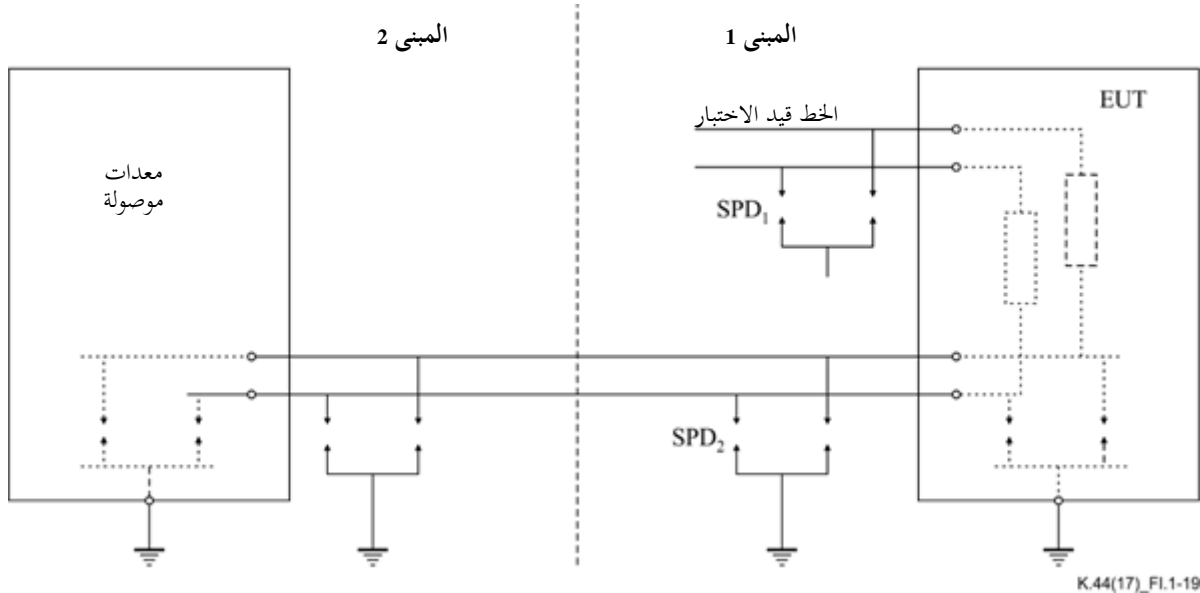 المبنى 1
المبنى 2
EUT
الخط قيد الاختبار
معدات
موصولة
SPD1
SPD2
K.44(17)_FI.1-19